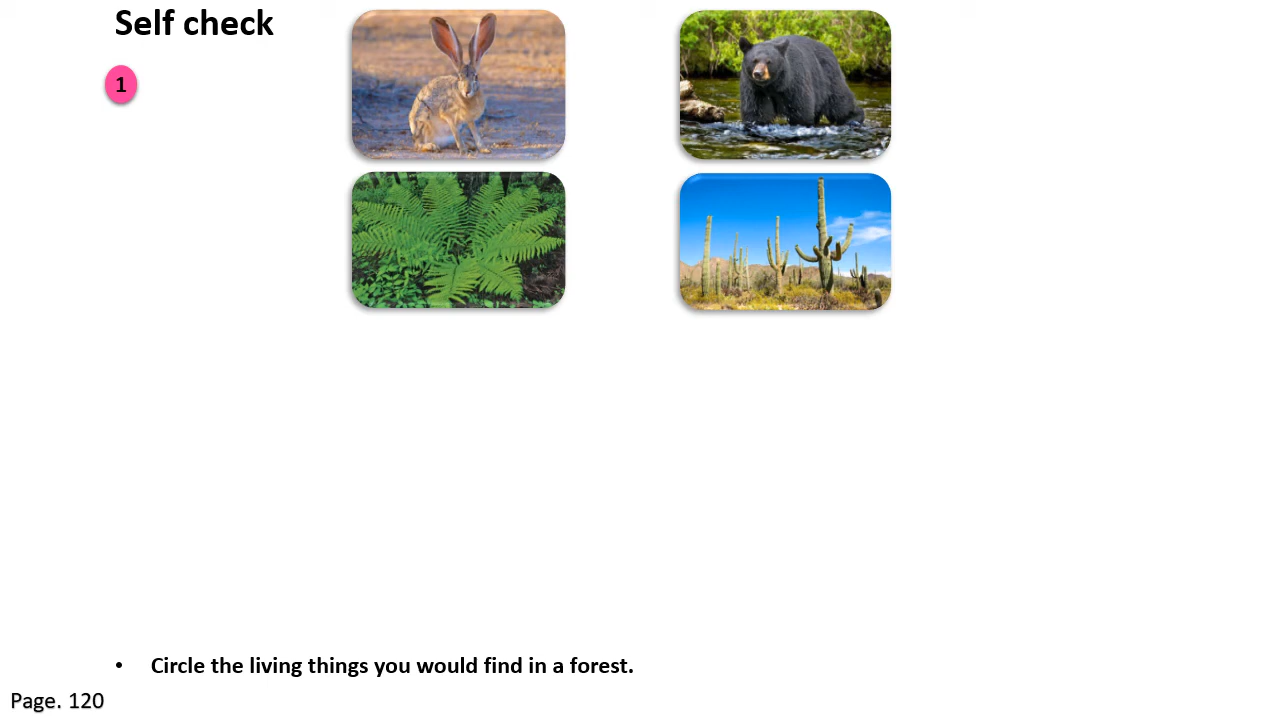 Self check
1
• Circle the living things you would find in a forest.
Page. 120